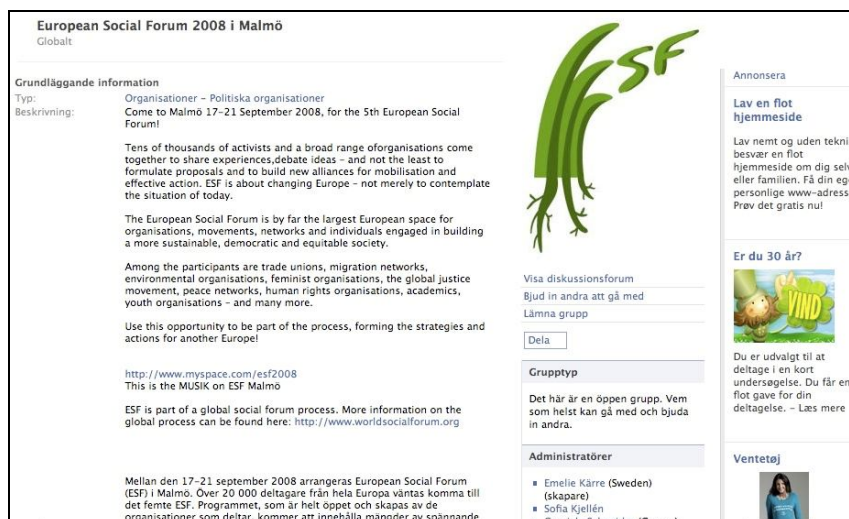 European Social Forum 2008 i Malmö
Globalt
Grundläggande information
Typ: Organisationer – Politiska organisationer
Beskrivning: Come to Malmö 17–21 September 2008, for the 5th European Social
Forum!
Tens of thousands of activists and a broad range oforganisations come
together to share experiences,debate ideas – and not the least to
formulate proposals and to build new alliances for mobilisation and
effective action. ESF is about changing Europe – not merely to contemplate
the situation of today.
The European Social Forum is by far the largest European space for
organisations, movements, networks and individuals engaged in building
a more sustainable, democratic and equitable society.
Among the participants are trade unions, migration networks,
environmental organisations, feminist organisations, the global justice
movement, peace networks, human rights organisations, academics,
youth organisations – and many more.
Use this opportunity to be part of the process, forming the strategies and
actions for another Europe!
http://www.myspace.com/esf2008
This is the MUSIK on ESF Malmö
ESF is part of a global social forum process. More information on the
global process can be found here: http://www.worldsocialforum.org
Mellan den 17–21 september 2008 arrangeras European Social Forum
(ESF) i Malmö. Över 20 000 deltagare från hela Europa väntas komma till
det femte ESF. Programmet, som är helt öppet och skapas av de
organisationer som deltar, kommer att innehålla mängder av spännande
ESF
Visa diskussionsforum
Bjud in andra att gå med
Lämna grupp
Dela
Grupptyp
Det här är en öppen grupp. Vem
som helst kan gå med och bjuda
in andra.
Administratörer
Emelie Kärre (Sweden)
(skapare)
Sofia Kjellén
Annonsera
Lav en flot
hjemmeside
Lav nemt og uden tekni
besvær en flot
hjemmeside om dig selv
eller familien. Få din eg
personlige www-adress
Prøv det gratis nu!
Er du 30 år?
VIND
Du er udvalgt til at
deltage i en kort
undersøgelse. Du får en
flot gave for din
deltagelse. – Læs mere
Ventetøj